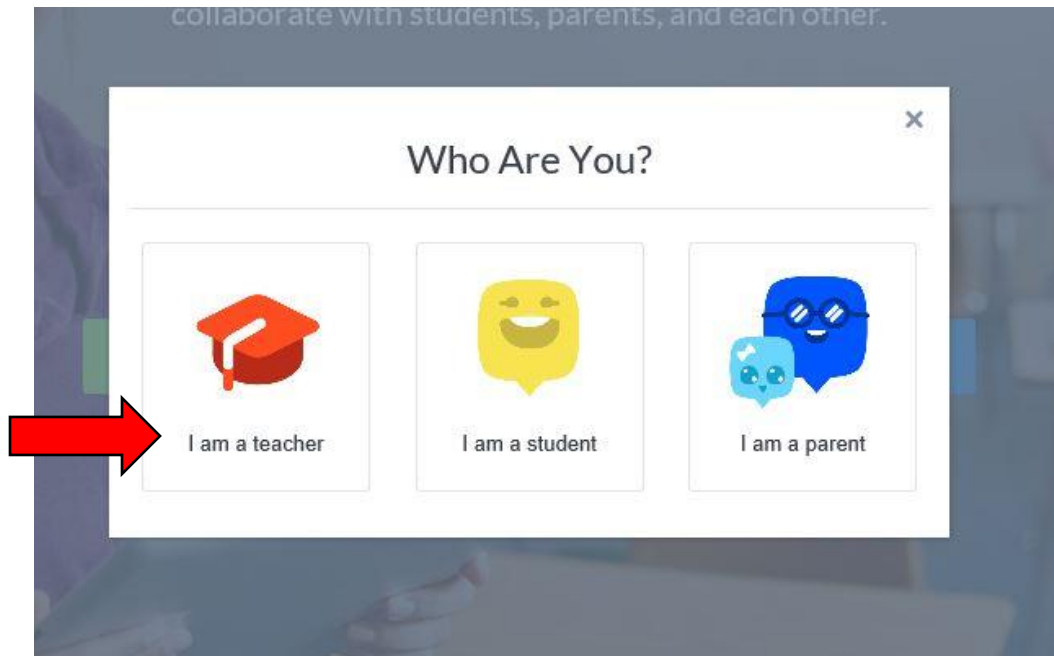 collaborate with students, parents, and each other.
Who Are You?
I am a teacher
I am a student
I am a parent